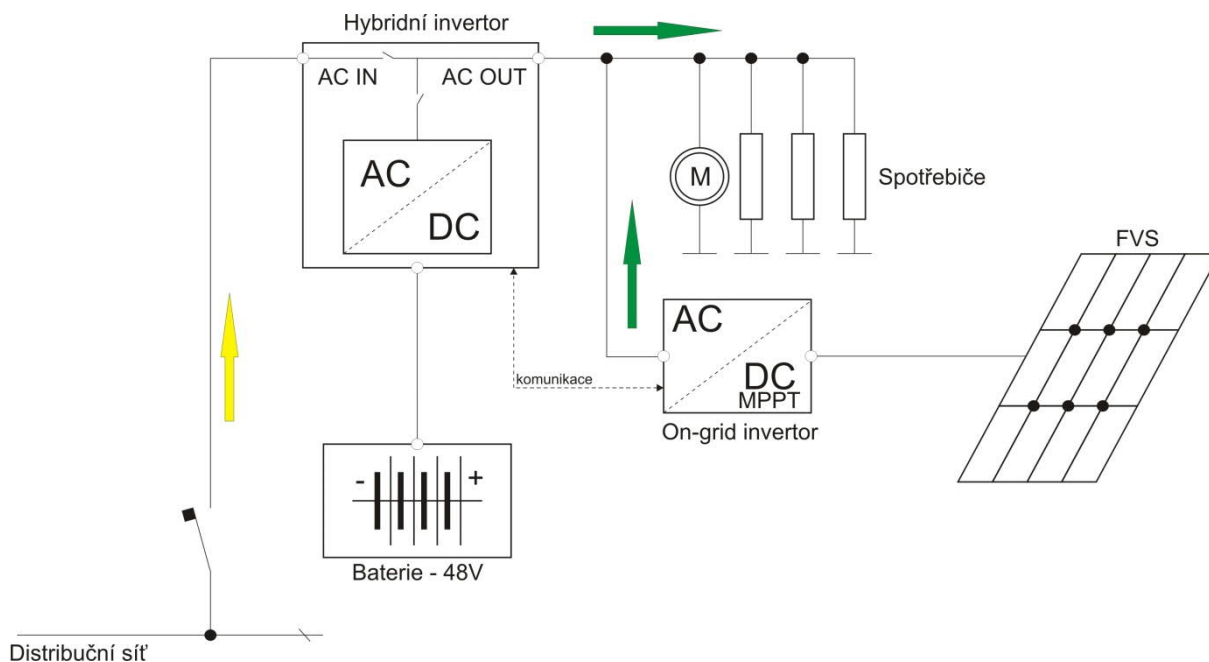 Hybridní invertor
AC IN
AC OUT
AC
DC
M
Spotřebiče
FVS
AC
DC
MPPT
komunikace
On-grid invertor
- +
Baterie - 48V
Distribuční síť